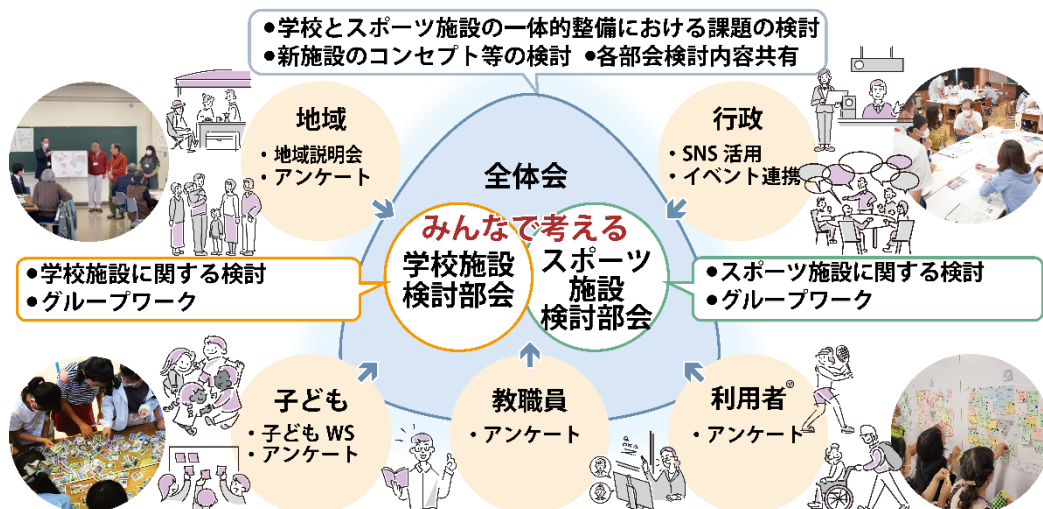 ●学校とスポーツ施設の一体的整備における課題の検討
●新施設のコンセプト等の検討 ●各部会検討内容共有
地域
・地域説明会
・アンケート
行政
・SNS 活用
・イベント連携
全体会
みんなで考える
学校施設
検討部会
スポーツ
施設
検討部会
●学校施設に関する検討
●グループワーク
●スポーツ施設に関する検討
●グループワーク
子ども
・子ども WS
・アンケート
教職員
・アンケート
利用者
・アンケート